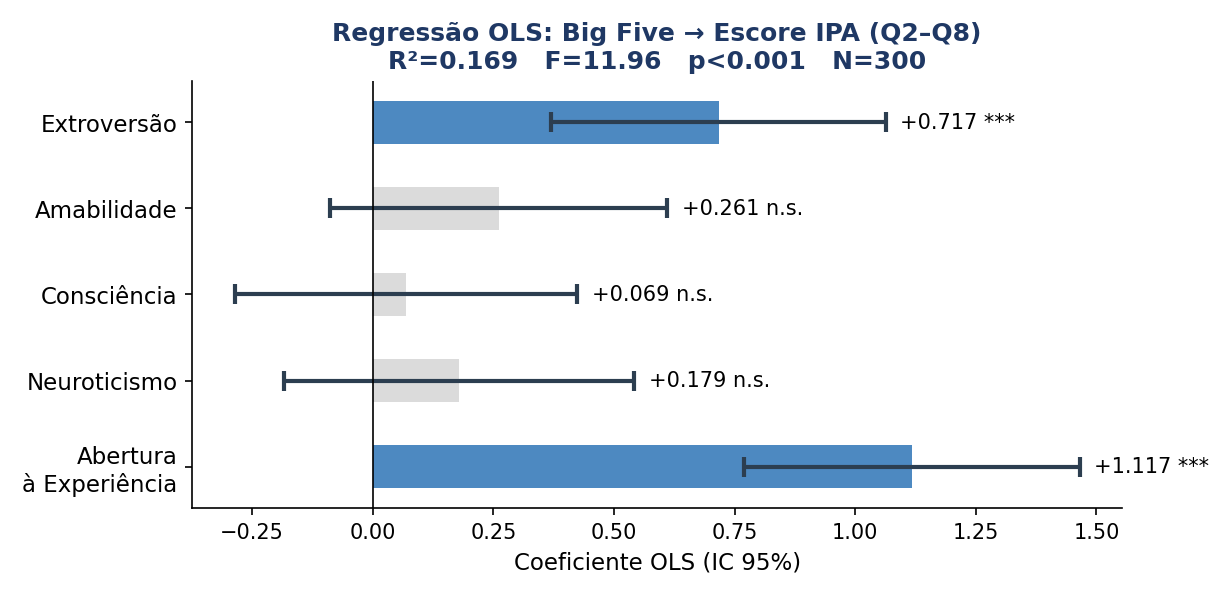 Regressão OLS: Big Five → Escore IPA (Q2–Q8)
R²=0.169   F=11.96   p<0.001   N=300
Extroversão
+0.717 ***
Amabilidade
+0.261 n.s.
Consciência
+0.069 n.s.
Neuroticismo
+0.179 n.s.
Abertura
à Experiência
+1.117 ***
−0.25 0.00 0.25 0.50 0.75 1.00 1.25 1.50
Coeficiente OLS (IC 95%)